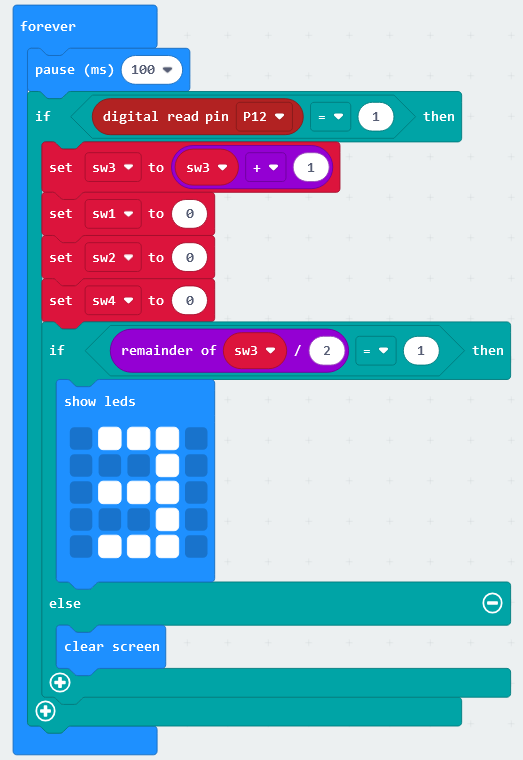 forever
pause (ms) 100
if digital read pin P12 = 1 then
set sw3 to sw3 + 1
set sw1 to 0
set sw2 to 0
set sw4 to 0
if remainder of sw3 / 2 = 1 then
show leds
else
clear screen